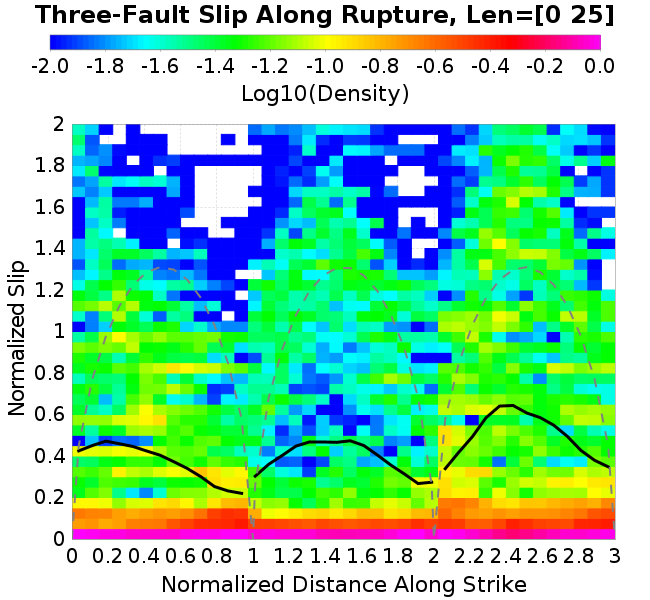 Three-Fault Slip Along Rupture, Len=[0 25]
-2.0 -1.8 -1.6 -1.4 -1.2 -1.0 -0.8 -0.6 -0.4 -0.2 0.0
Log10(Density)
Normalized Slip
2
1.8
1.6
1.4
1.2
1
0.8
0.6
0.4
0.2
0
0 0.2 0.4 0.6 0.8 1 1.2 1.4 1.6 1.8 2 2.2 2.4 2.6 2.8 3
Normalized Distance Along Strike